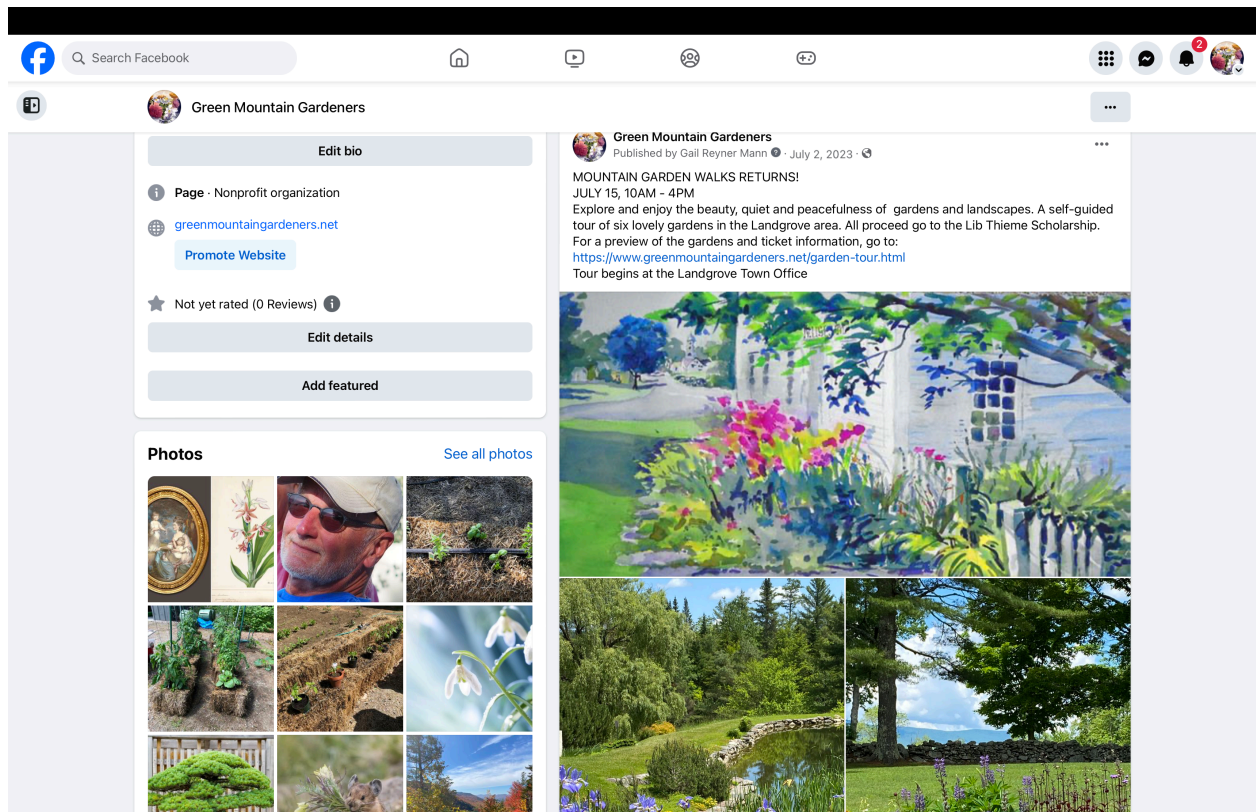 Search Facebook
2
Green Mountain Gardeners
Edit bio
Page · Nonprofit organization
greenmountaingardeners.net
Promote Website
Not yet rated (0 Reviews)
Edit details
Add featured
Photos
See all photos
Green Mountain Gardeners
Published by Gail Reyner Mann · July 2, 2023 ·
MOUNTAIN GARDEN WALKS RETURNS!
JULY 15, 10AM - 4PM
Explore and enjoy the beauty, quiet and peacefulness of  gardens and landscapes. A self-guided
tour of six lovely gardens in the Landgrove area. All proceed go to the Lib Thieme Scholarship.
For a preview of the gardens and ticket information, go to:
https://www.greenmountaingardeners.net/garden-tour.html
Tour begins at the Landgrove Town Office